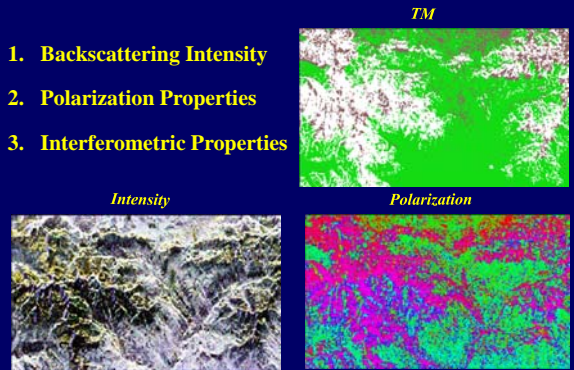 TM
1. Backscattering Intensity
2. Polarization Properties
3. Interferometric Properties
Intensity
Polarization